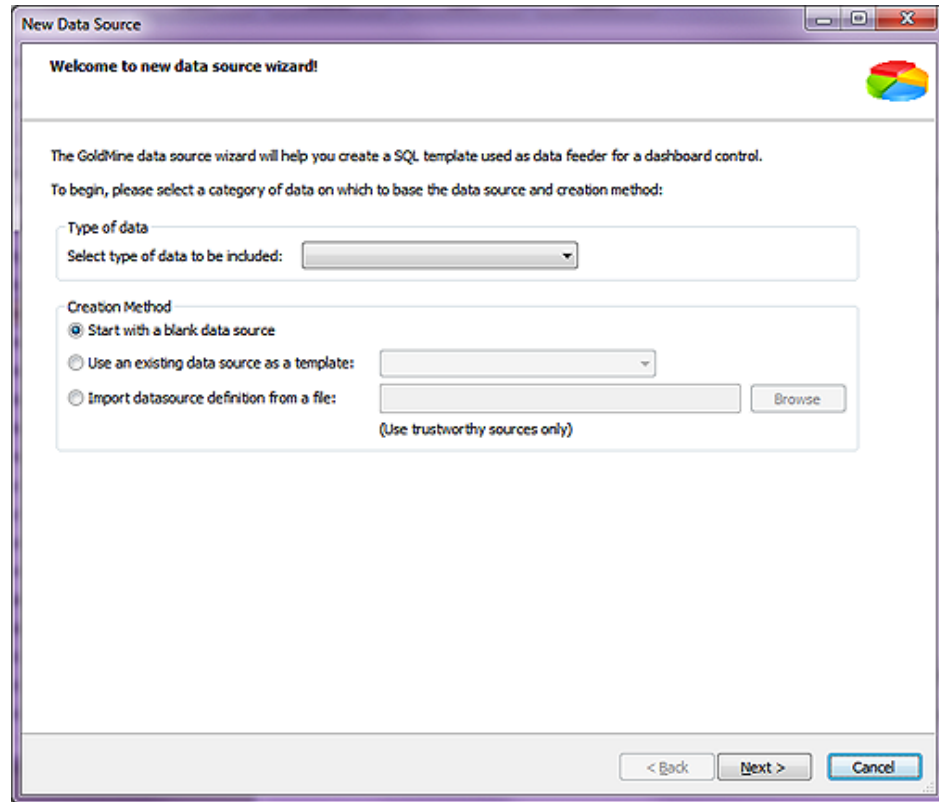 New Data Source
Welcome to new data source wizard!
The GoldMine data source wizard will help you create a SQL template used as data feeder for a dashboard control.
To begin, please select a category of data on which to base the data source and creation method:
Type of data
Select type of data to be included:
Creation Method
Start with a blank data source
Use an existing data source as a template:
Import datasource definition from a file:
Browse
(Use trustworthy sources only)
< Back Next > Cancel